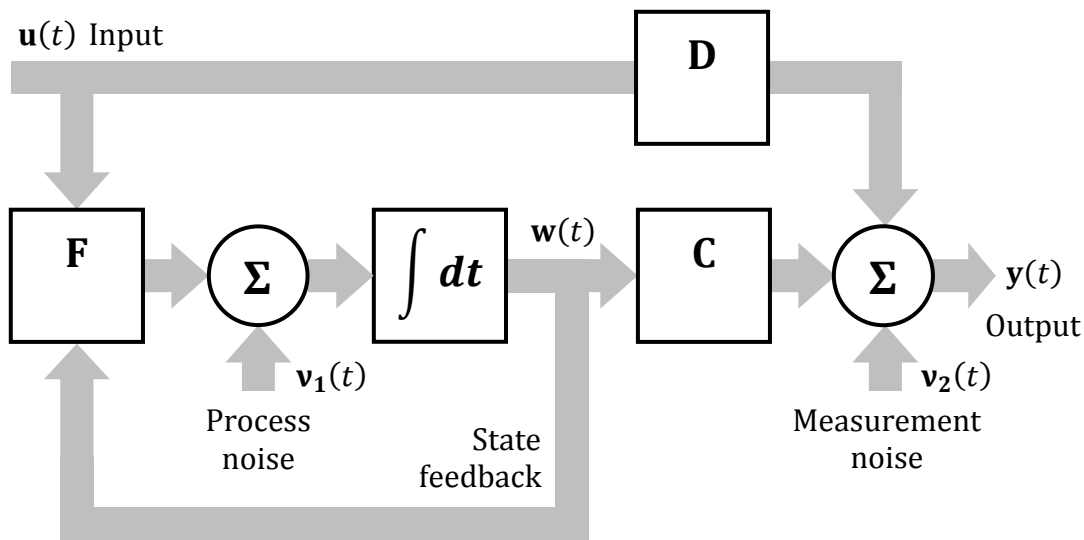 𝐮(t) Input
𝐃
𝐅
𝚺
∫ 𝒅𝒕
𝐰(t)
𝐂
𝚺
𝐲(t)
Output
𝛎𝟏(t)
Process
noise
State
feedback
𝛎𝟐(t)
Measurement
noise